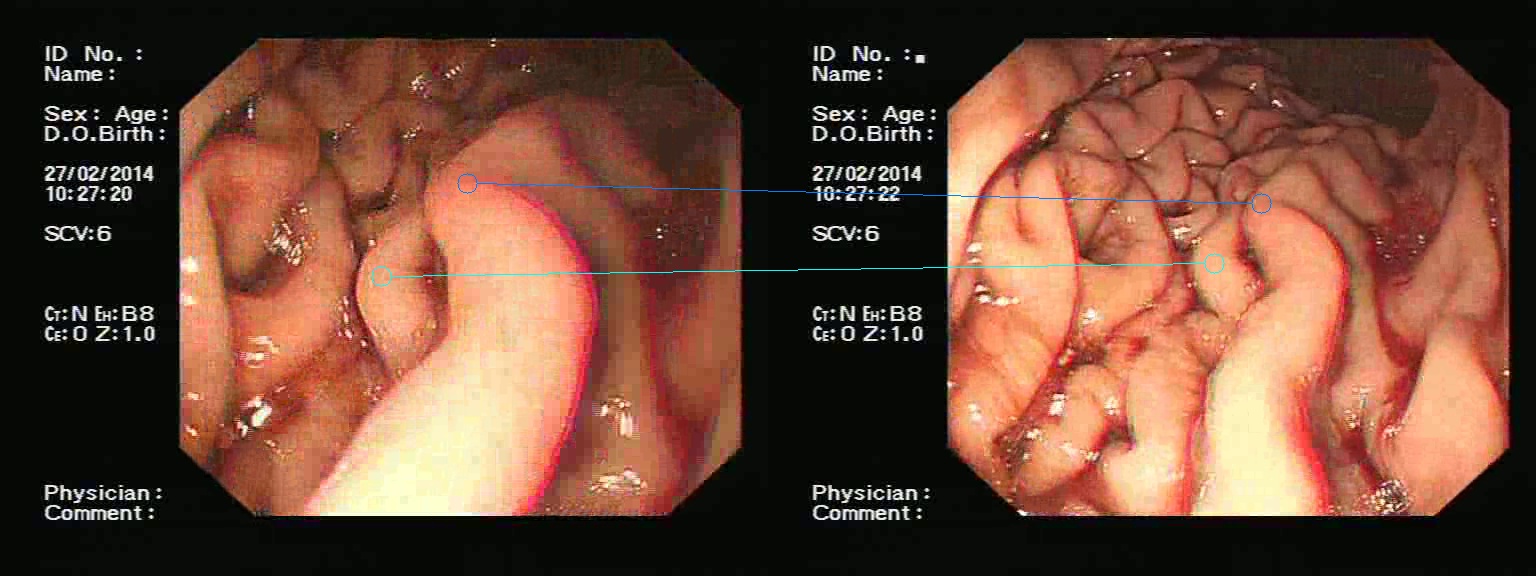 ID No. :
Name:
Sex: Age:
D.O.Birth:
27/02/2014
10:27:20
SCV:6
CT:N EH:B8
CE:0 Z:1.0
Physician:
Comment:
ID No. :
Name:
Sex: Age:
D.O.Birth:
27/02/2014
10:27:22
SCV:6
CT:N EH:B8
CE:0 Z:1.0
Physician:
Comment: